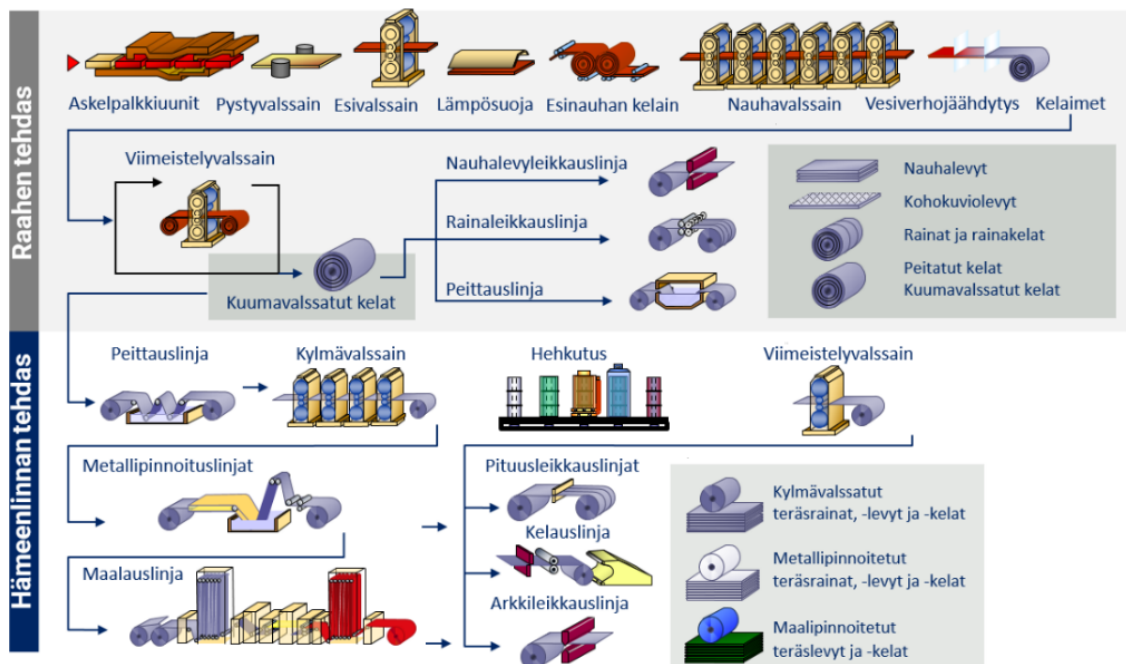 Raahen tehdas
Askelpalkkiuunit
Pystyvalssain
Esivalssain
Lämpösuoja
Esinauhan kelain
Nauhavalssain
Vesiverhojäähdytys
Kelaimet
Viimeistelyvalssain
Kuumavalssatut kelat
Nauhalevyleikkauslinja
Rainaleikkauslinja
Peittauslinja
Nauhalevyt
Kohokuviolevyt
Rainat ja rainakelat
Peitatut kelat
Kuumavalssatut kelat
Hämeenlinnan tehdas
Peittauslinja
Kylmävalssain
Hehkutus
Viimeistelyvalssain
Metallipinnoituslinjat
Maalauslinja
Pituusleikkauslinjat
Kelauslinja
Arkkileikkauslinja
Kylmävalssatut
teräsrainat, -levyt ja -kelat
Metallipinnoitetut
teräsrainat, -levyt ja -kelat
Maalipinnoitetut
teräslevyt ja -kelat